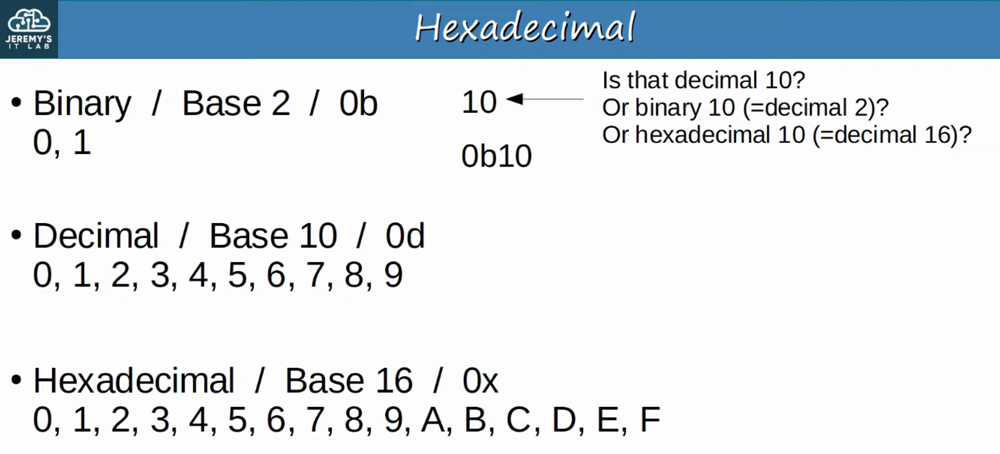 JEREMY'S
IT LAB
Hexadecimal
• Binary / Base 2 / 0b
0, 1
10
Is that decimal 10?
Or binary 10 (=decimal 2)?
Or hexadecimal 10 (=decimal 16)?
0b10
• Decimal / Base 10 / 0d
0, 1, 2, 3, 4, 5, 6, 7, 8, 9
• Hexadecimal / Base 16 / 0x
0, 1, 2, 3, 4, 5, 6, 7, 8, 9, A, B, C, D, E, F